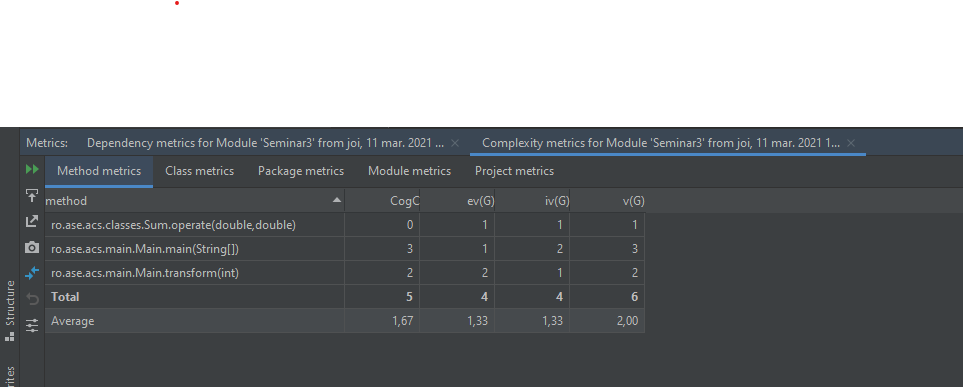 Metrics: Dependency metrics for Module 'Seminar3' from joi, 11 mar. 2021 ... Complexity metrics for Module 'Seminar3' from joi, 11 mar. 2021 1...
Method metrics Class metrics Package metrics Module metrics Project metrics
method CogC ev(G) iv(G) v(G)
ro.ase.acs.classes.Sum.operate(double,double) 0 1 1 1
ro.ase.acs.main.Main.main(String[]) 3 1 2 3
ro.ase.acs.main.Main.transform(int) 2 2 1 2
Total 5 4 4 6
Average 1,67 1,33 1,33 2,00
Structure
rites